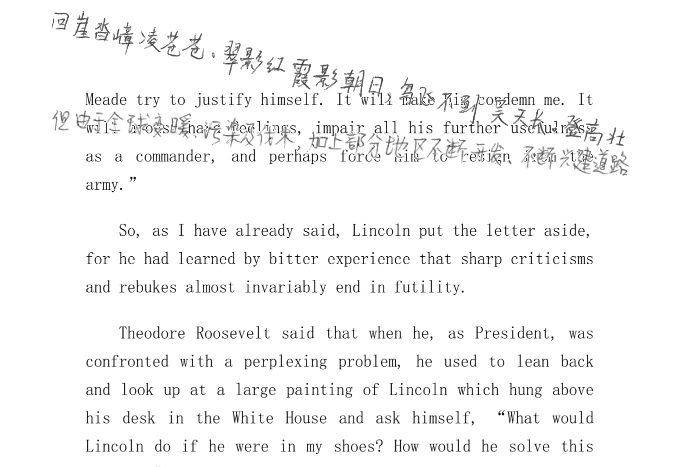 回崖沓嶂凌苍苍。翠影红霞影朝日,鸟飞不到吴天长。登高壮
Meade try to justify himself. It will make him condemn me. It
但由于全球变暖、污染及伐木,加上部分地区不断开发,不断兴建道路
will arouse hard feelings, impair all his further usefulness
as a commander, and perhaps force him to resign from the
army.”
So, as I have already said, Lincoln put the letter aside,
for he had learned by bitter experience that sharp criticisms
and rebukes almost invariably end in futility.
Theodore Roosevelt said that when he, as President, was
confronted with a perplexing problem, he used to lean back
and look up at a large painting of Lincoln which hung above
his desk in the White House and ask himself, “What would
Lincoln do if he were in my shoes? How would he solve this